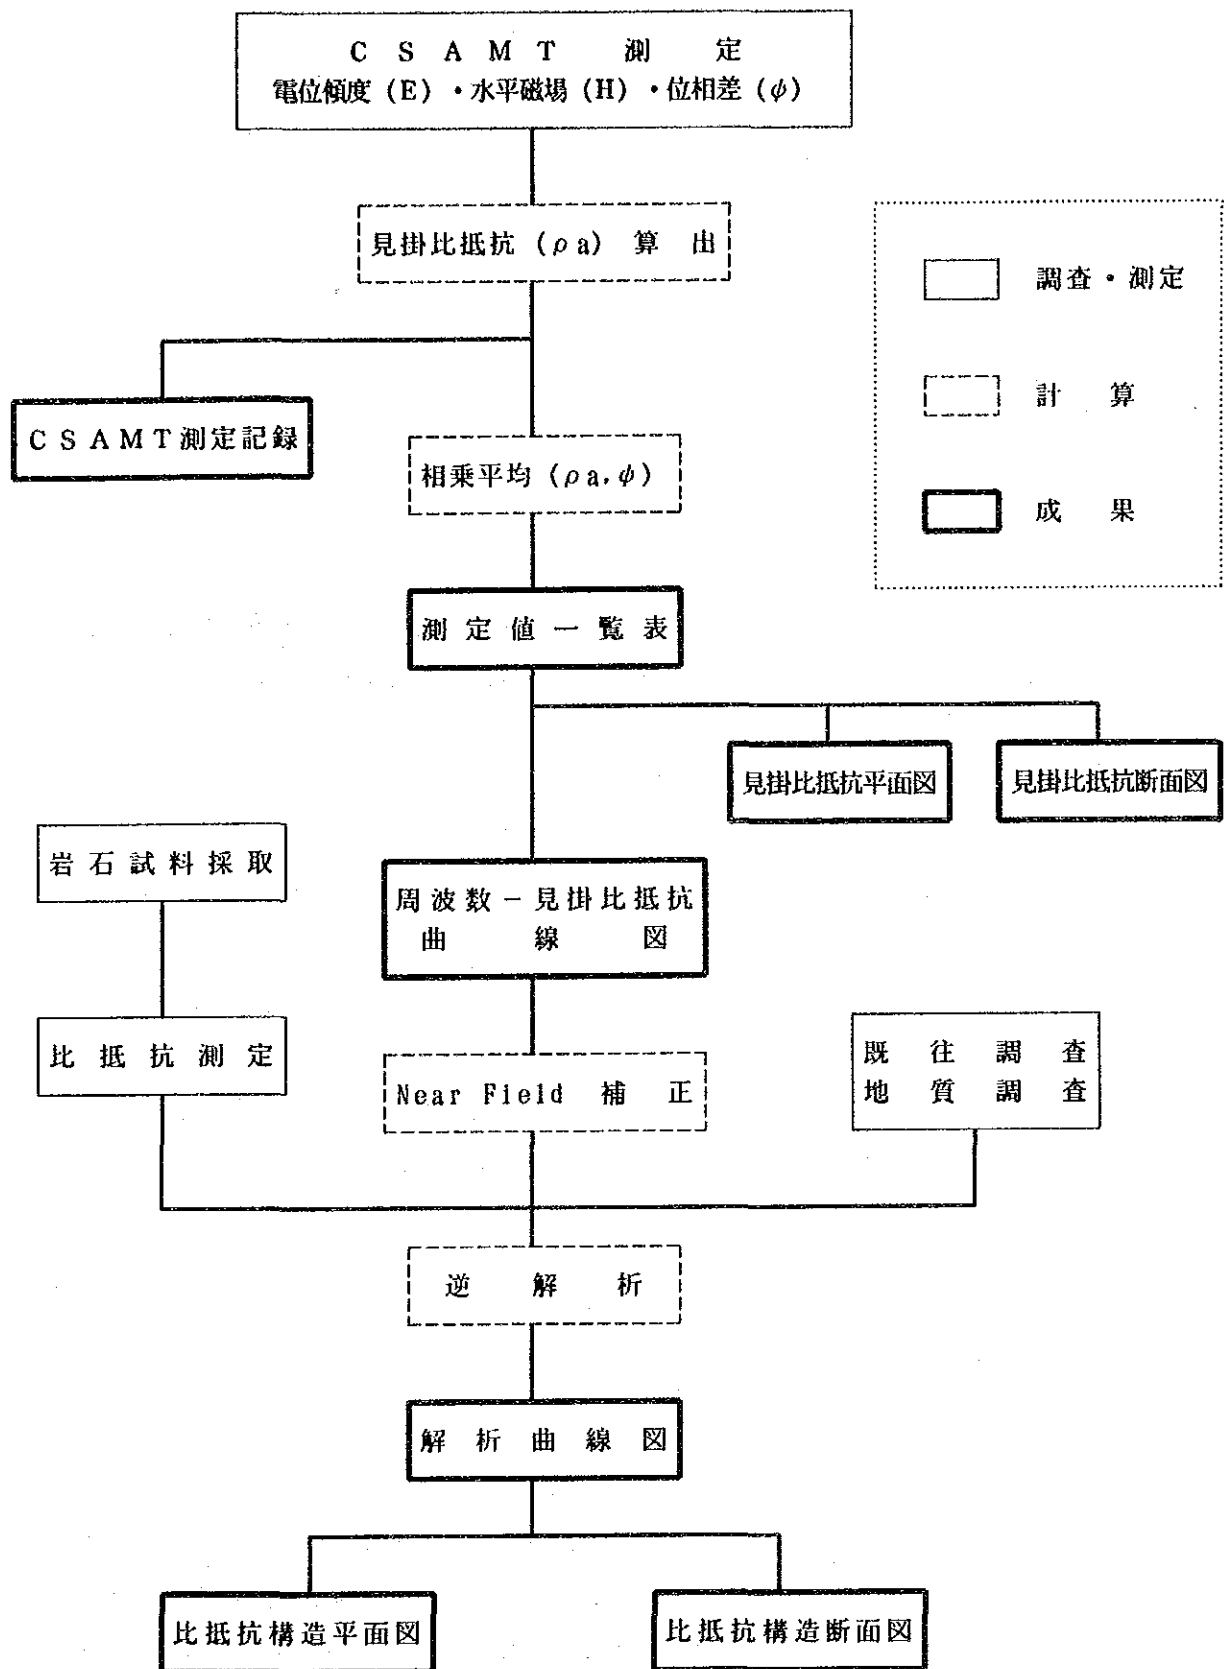 CSAMT 測定
電位傾度 (E)・水平磁場 (H)・位相差 (ψ)
見掛比抵抗 (ρa) 算出
調査・測定
計算
成果
CSAMT測定記録
相乗平均 (ρa, ψ)
測定値一覧表
見掛比抵抗平面図
見掛比抵抗断面図
岩石試料採取
周波数－見掛比抵抗
曲線図
比抵抗測定
Near Field 補正
既往調査
地質調査
逆解析
解析曲線図
比抵抗構造平面図
比抵抗構造断面図